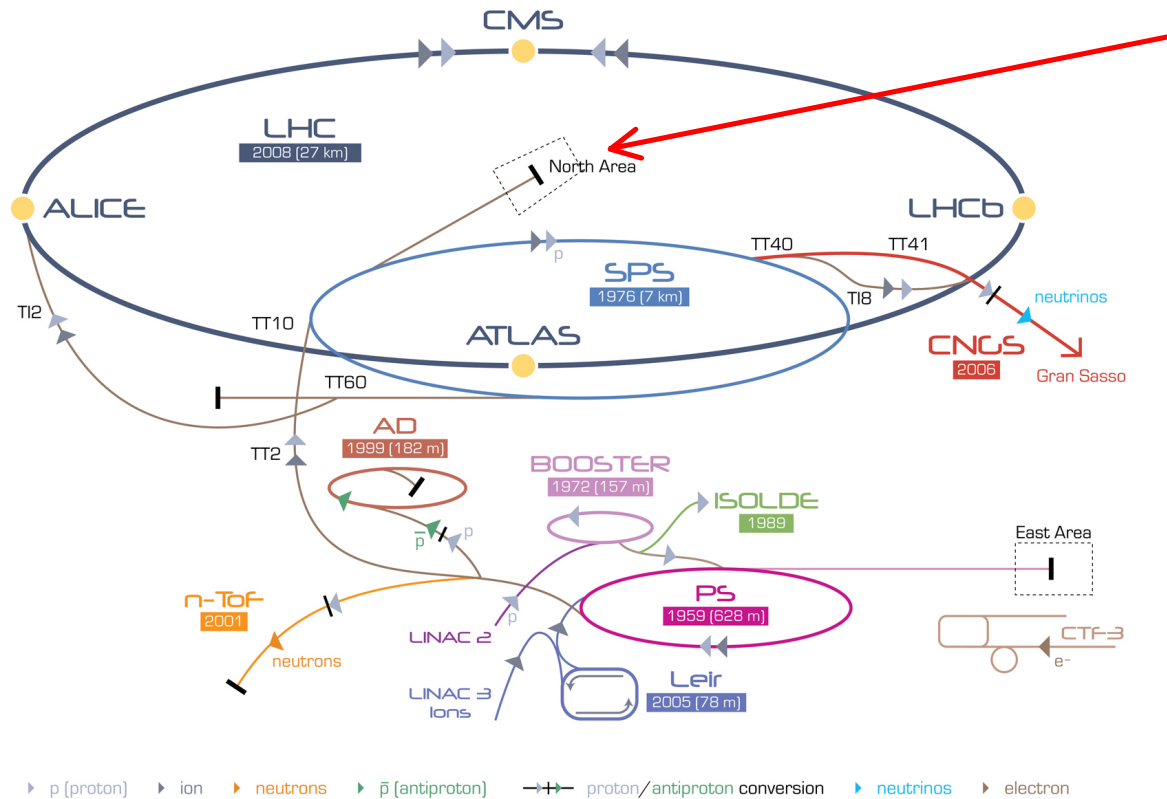 CMS
LHC
2008 (27 km)
North Area
ALICE
LHCb
TT40
TT41
p
SPS
1976 (7 km)
TI8
neutrinos
TI2
TT10
ATLAS
CNGS
2006
Gran Sasso
TT60
AD
1999 (182 m)
TT2
BOOSTER
1972 (157 m)
ISOLDE
1989
p̅
p
East Area
n-ToF
2001
LINAC 2
p
PS
1959 (628 m)
neutrons
CTF-3
e-
LINAC 3
Ions
Leir
2005 (78 m)
p (proton)
ion
neutrons
p̅ (antiproton)
proton/antiproton conversion
neutrinos
electron